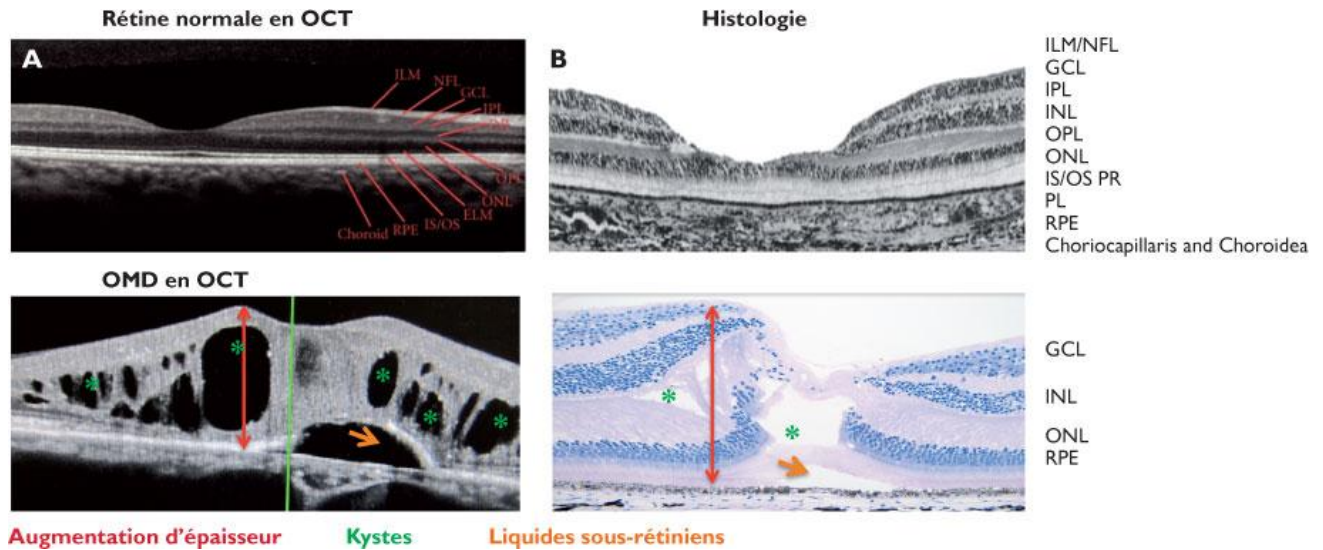 Rétine normale en OCT
Histologie
A
ILM
NFL
GCL
IPL
OPL
ONL
ELM
IS/OS
RPE
Choroid
B
ILM/NFL
GCL
IPL
INL
OPL
ONL
IS/OS PR
PL
RPE
Choriocapillaris and Choroidea
OMD en OCT
*
*
*
*
*
*
*
GCL
INL
ONL
RPE
Augmentation d'épaisseur
Kystes
Liquides sous-rétiniens